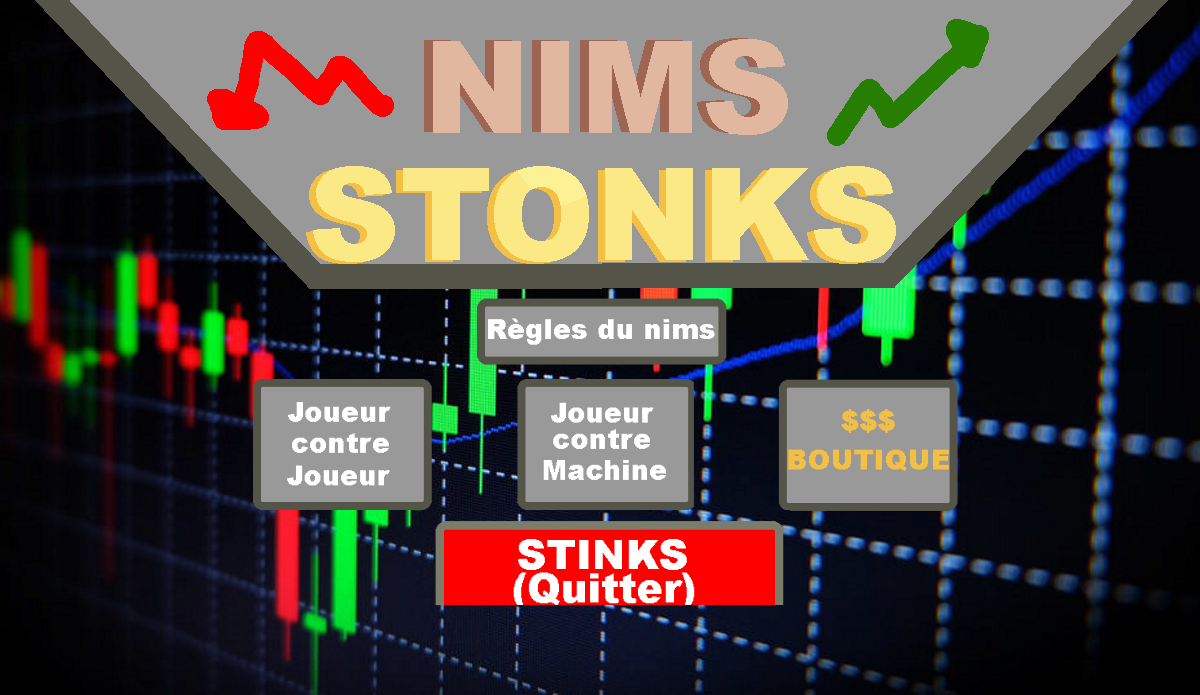 NIMS
STONKS
Règles du nims
Joueur
contre
Joueur
Joueur
contre
Machine
$$$
BOUTIQUE
STINKS
(Quitter)